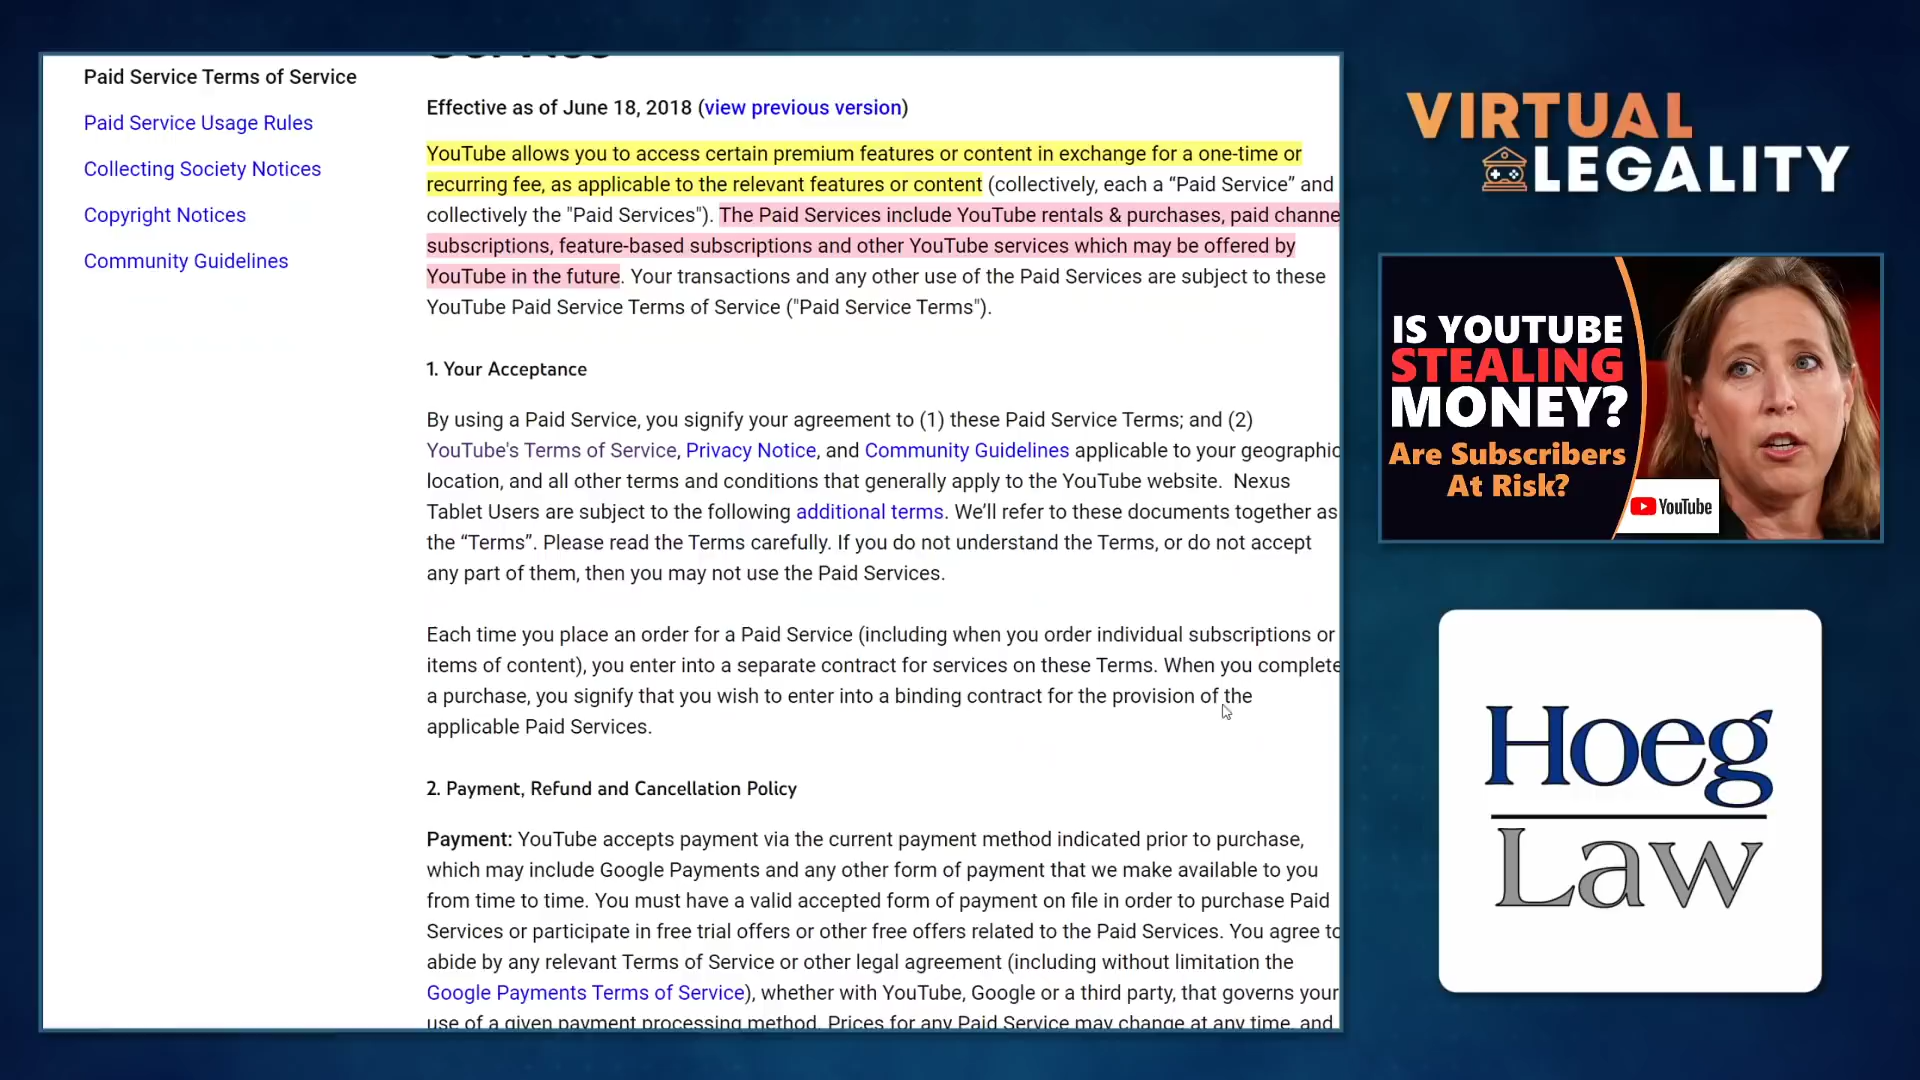 Paid Service Terms of Service
Paid Service Usage Rules
Collecting Society Notices
Copyright Notices
Community Guidelines
Effective as of June 18, 2018 (view previous version)
YouTube allows you to access certain premium features or content in exchange for a one-time or
recurring fee, as applicable to the relevant features or content (collectively, each a “Paid Service” and
collectively the "Paid Services"). The Paid Services include YouTube rentals & purchases, paid channe
subscriptions, feature-based subscriptions and other YouTube services which may be offered by
YouTube in the future. Your transactions and any other use of the Paid Services are subject to these
YouTube Paid Service Terms of Service ("Paid Service Terms").
1. Your Acceptance
By using a Paid Service, you signify your agreement to (1) these Paid Service Terms; and (2)
YouTube's Terms of Service, Privacy Notice, and Community Guidelines applicable to your geographic
location, and all other terms and conditions that generally apply to the YouTube website. Nexus
Tablet Users are subject to the following additional terms. We’ll refer to these documents together as
the “Terms”. Please read the Terms carefully. If you do not understand the Terms, or do not accept
any part of them, then you may not use the Paid Services.
Each time you place an order for a Paid Service (including when you order individual subscriptions or
items of content), you enter into a separate contract for services on these Terms. When you complete
a purchase, you signify that you wish to enter into a binding contract for the provision of the
applicable Paid Services.
2. Payment, Refund and Cancellation Policy
Payment: YouTube accepts payment via the current payment method indicated prior to purchase,
which may include Google Payments and any other form of payment that we make available to you
from time to time. You must have a valid accepted form of payment on file in order to purchase Paid
Services or participate in free trial offers or other free offers related to the Paid Services. You agree to
abide by any relevant Terms of Service or other legal agreement (including without limitation the
Google Payments Terms of Service), whether with YouTube, Google or a third party, that governs your
use of a given payment processing method. Prices for any Paid Service may change at any time, and
VIRTUAL
LEGALITY
IS YOUTUBE
STEALING
MONEY?
Are Subscribers
At Risk?
YouTube
Hoeg
Law